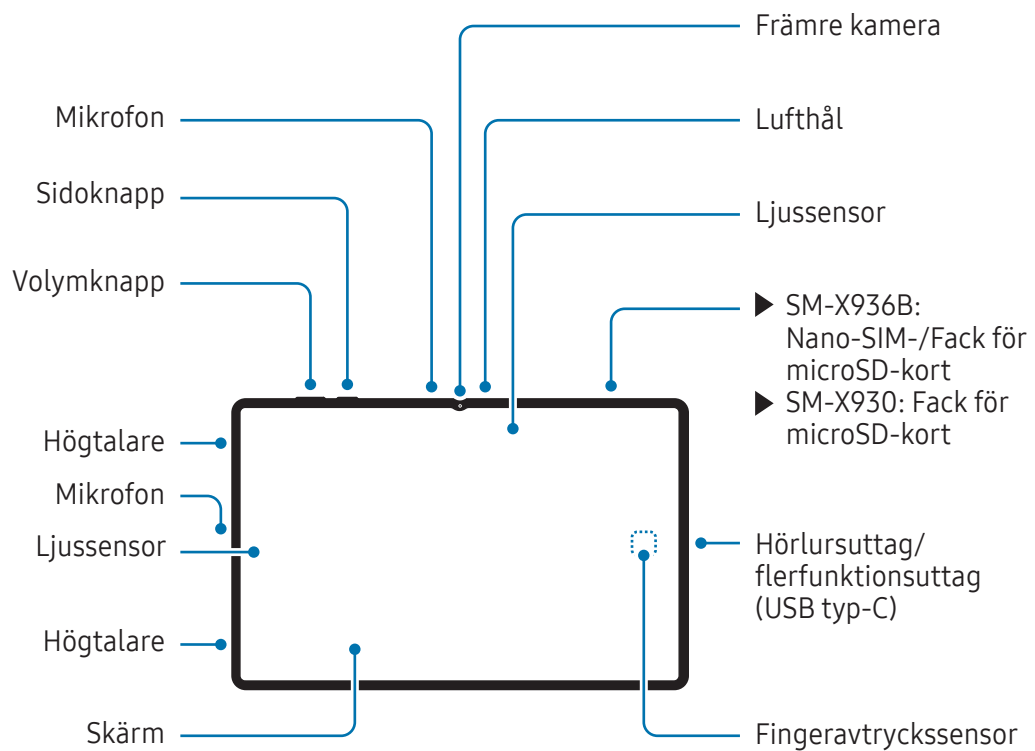 Främre kamera
Mikrofon
Lufthål
Sidoknapp
Ljussensor
Volymknapp
SM-X936B:
Nano-SIM-/Fack för
microSD-kort
SM-X930: Fack för
microSD-kort
Högtalare
Mikrofon
Ljussensor
Hörlursuttag/
flerfunktionsuttag
(USB typ-C)
Högtalare
Skärm
Fingeravtryckssensor